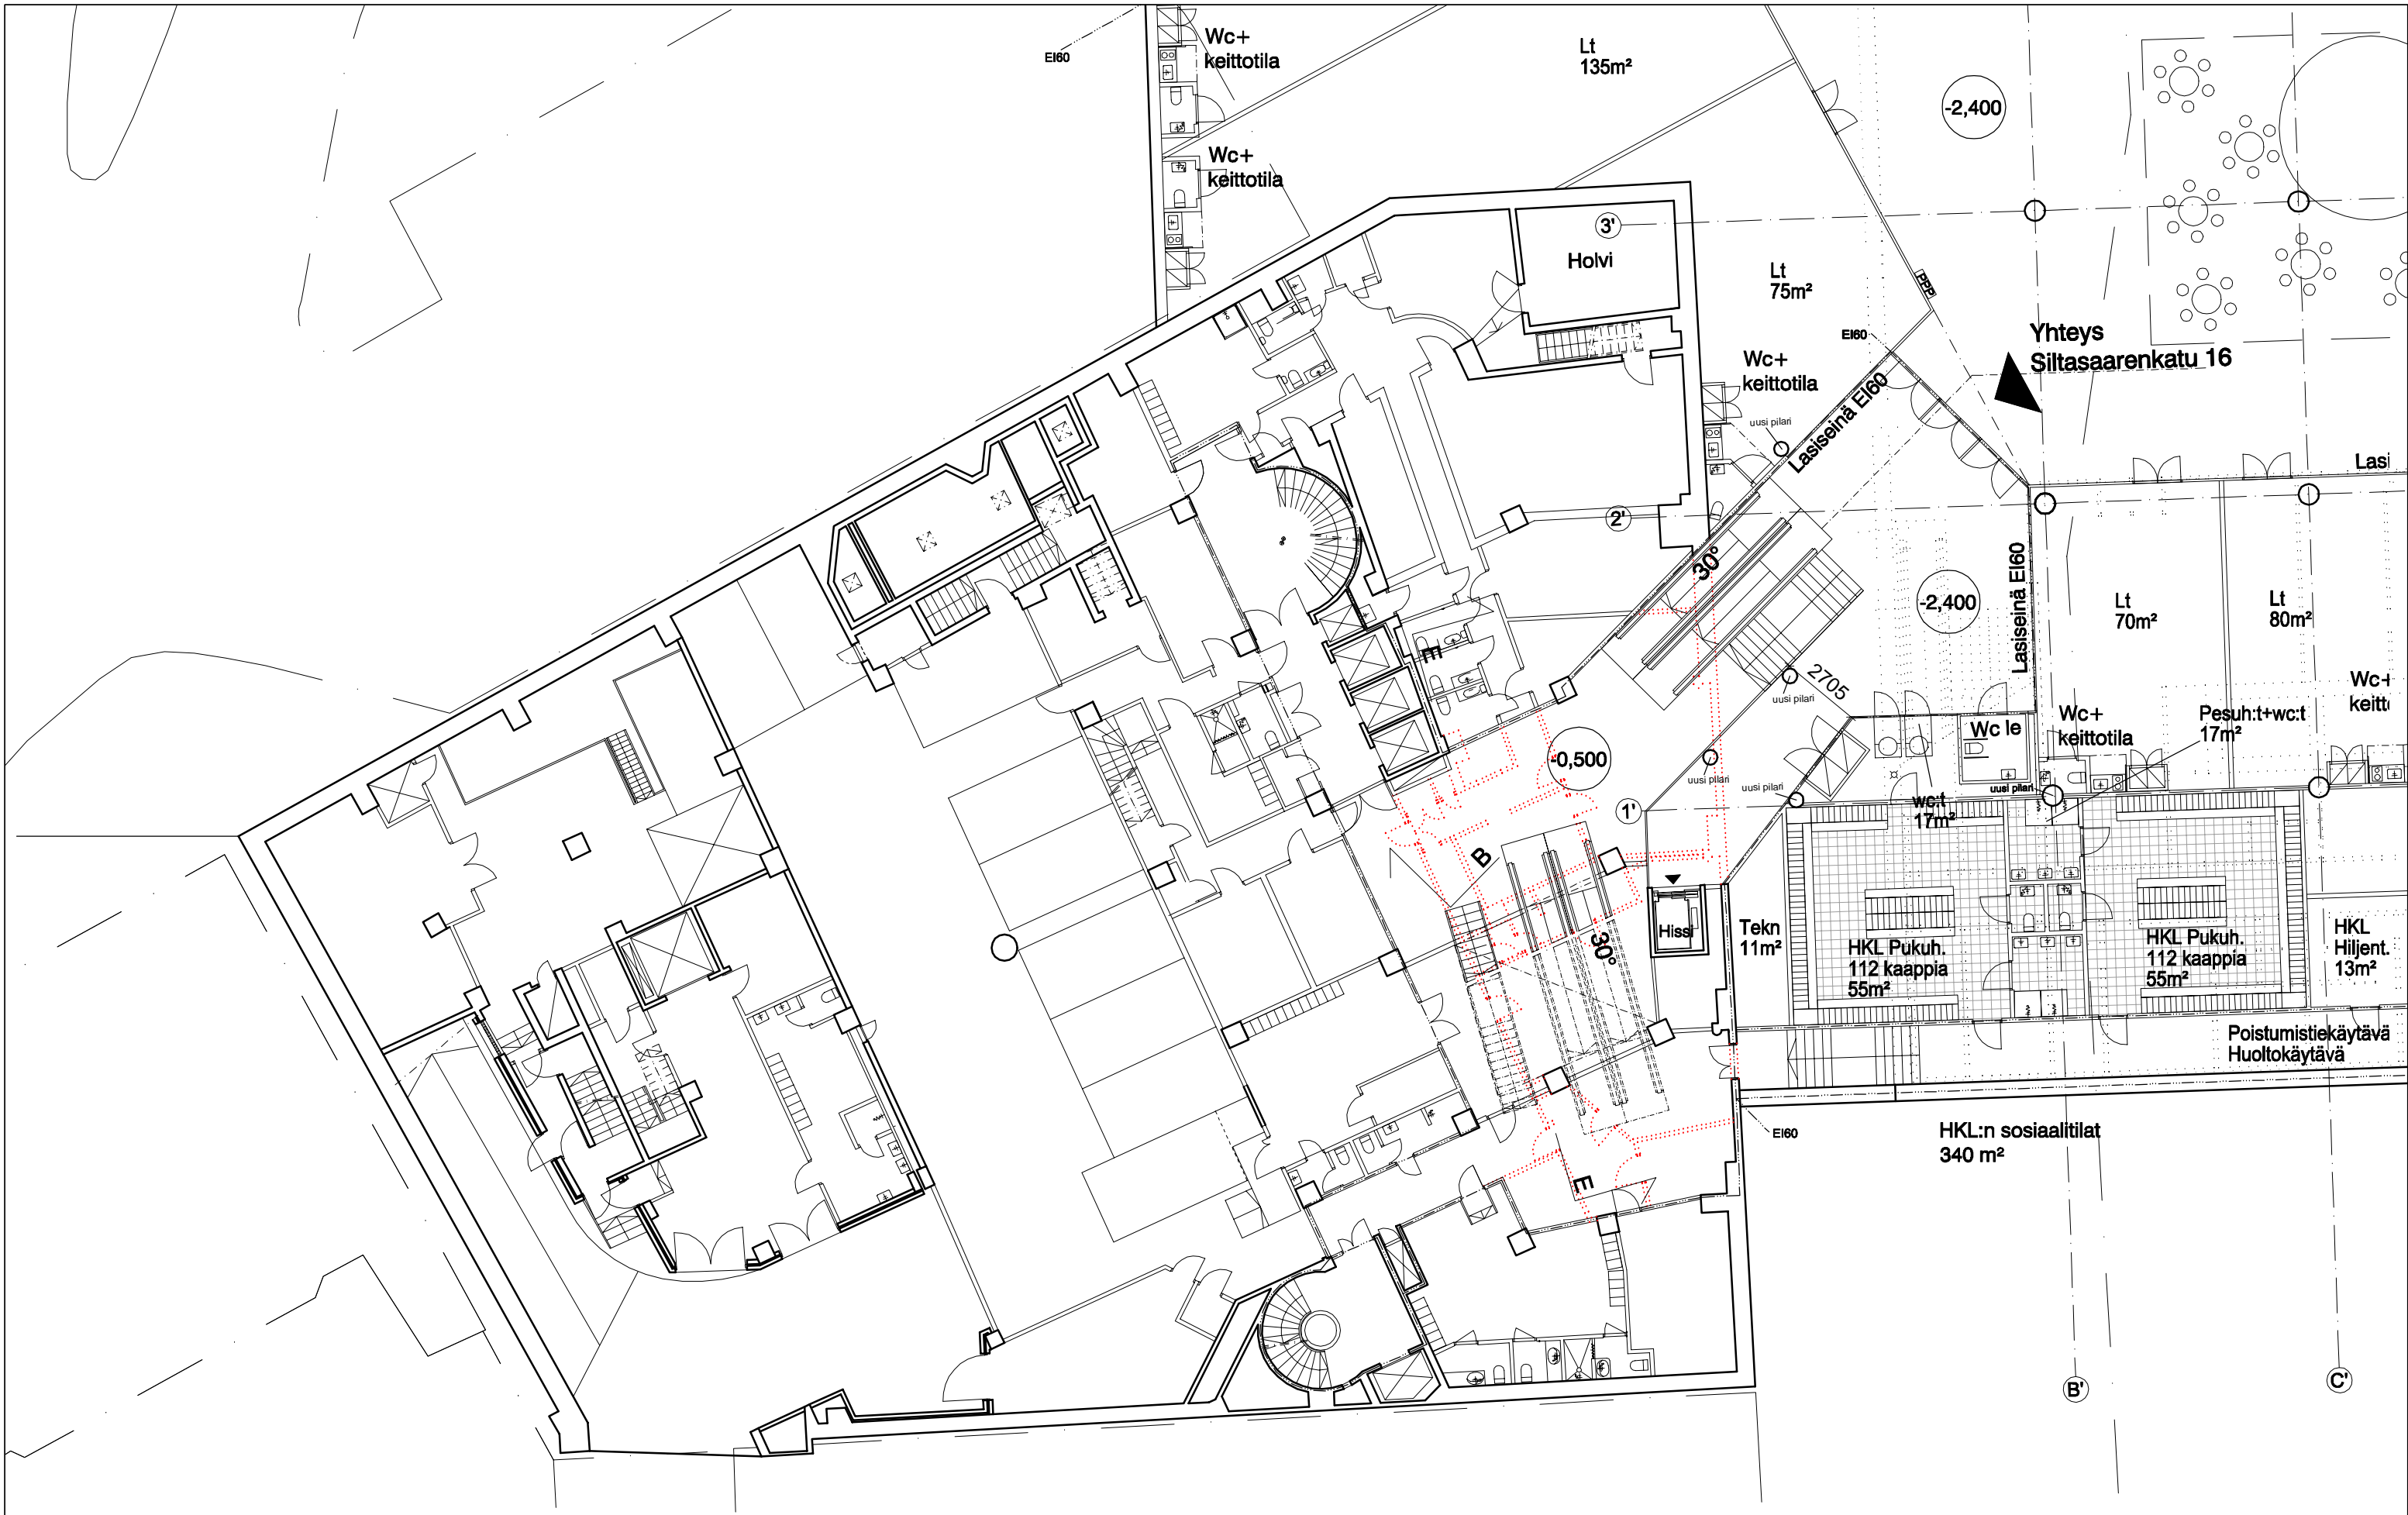 Wc+
keittotila
EI60
Lt
135m²
-2,400
Wc+
keittotila
3'
Holvi
Lt
75m²
PPP
EI60
Yhteys
Siltasaarenkatu 16
Wc+
keittotila
uusi pilari
Lasiseinä EI60
Lasi
2'
30°
Lasiseinä EI60
-2,400
Lt
70m²
Lt
80m²
E
2705
uusi pilari
Wc+
keitt
Wc le
Wc+
keittotila
Pesuh:t+wc:t
17m²
-0,500
uusi pilari
uusi pilari
uusi pilari
1'
wc:t
17m²
B
Hissi
Tekn
11m²
30°
HKL Pukuh.
112 kaappia
55m²
HKL Pukuh.
112 kaappia
55m²
HKL
Hiljent.
13m²
Poistumistiekäytävä
Huoltokäytävä
EI60
HKL:n sosiaalitilat
340 m²
E
B'
C'